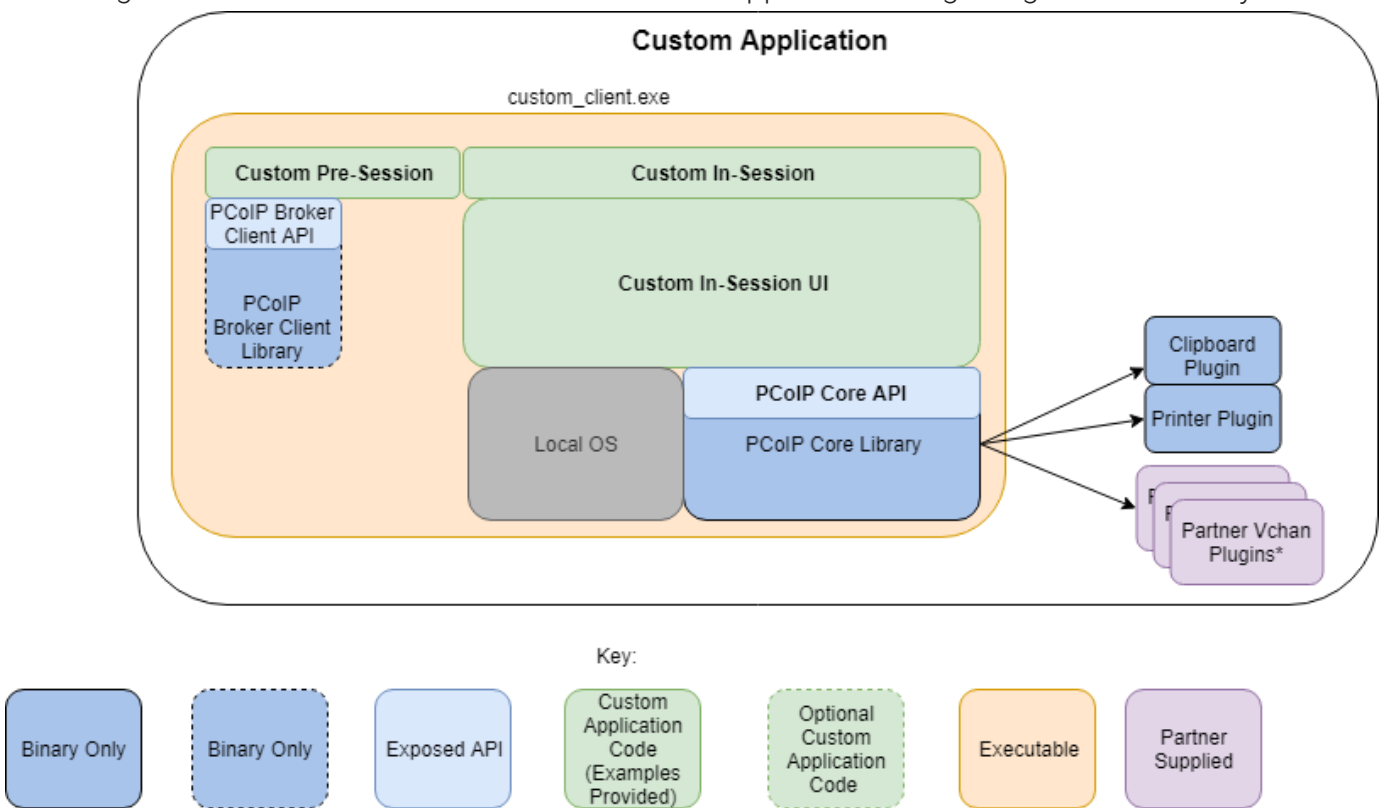 Custom Application
custom_client.exe
Custom Pre-Session
Custom In-Session
PCoIP Broker
Client API
PCoIP
Broker Client
Library
Custom In-Session UI
Local OS
PCoIP Core API
PCoIP Core Library
Clipboard
Plugin
Printer Plugin
Partner Vchan
Plugins*
Key:
Binary Only
Binary Only
Exposed API
Custom
Application
Code
(Examples
Provided)
Optional
Custom
Application
Code
Executable
Partner
Supplied